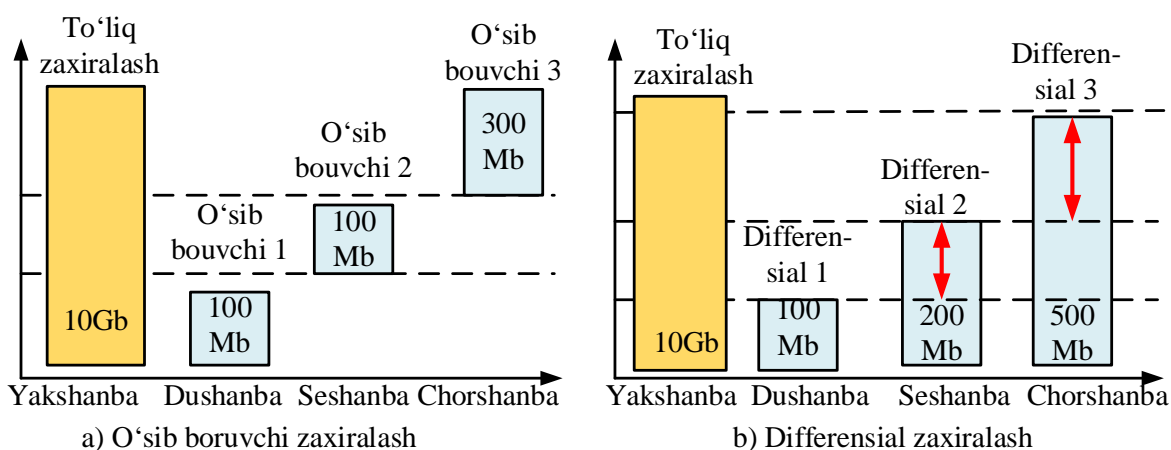 To‘liq
zaxiralash
O‘sib
bouvchi 1
O‘sib
bouvchi 2
O‘sib
bouvchi 3
10Gb
100
Mb
100
Mb
300
Mb
Yakshanba Dushanba Seshanba Chorshanba
a) O‘sib boruvchi zaxiralash
To‘liq
zaxiralash
Differen-
sial 1
Differen-
sial 2
Differen-
sial 3
10Gb
100
Mb
200
Mb
500
Mb
Yakshanba Dushanba Seshanba Chorshanba
b) Differensial zaxiralash